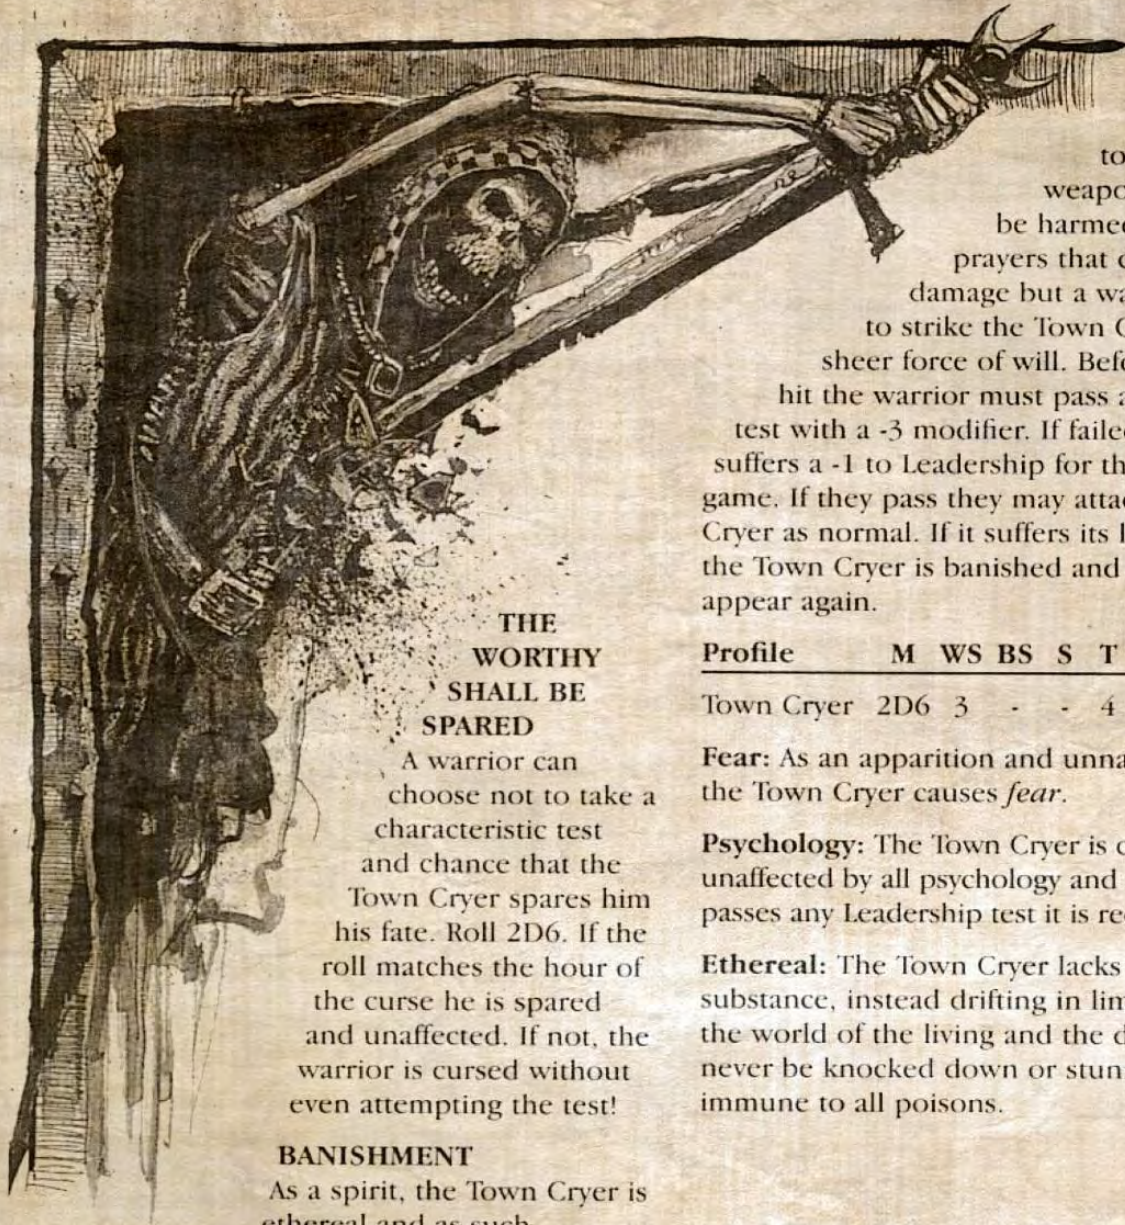 THE
WORTHY
SHALL BE
SPARED
A warrior can
choose not to take a
characteristic test
and chance that the
Town Cryer spares him
his fate. Roll 2D6. If the
roll matches the hour of
the curse he is spared
and unaffected. If not, the
warrior is cursed without
even attempting the test!
BANISHMENT
As a spirit, the Town Cryer is
ethereal and as such
to
weapo
be harme
prayers that
damage but a wa
to strike the Town C
sheer force of will. Befo
hit the warrior must pass a
test with a -3 modifier. If faile
suffers a -1 to Leadership for th
game. If they pass they may atta
Cryer as normal. If it suffers its
the Town Cryer is banished and
appear again.
Profile M WS BS S T
Town Cryer 2D6 3 - - 4
Fear: As an apparition and unna
the Town Cryer causes fear.
Psychology: The Town Cryer is
unaffected by all psychology and
passes any Leadership test it is re
Ethereal: The Town Cryer lacks
substance, instead drifting in lim
the world of the living and the d
never be knocked down or stun
immune to all poisons.